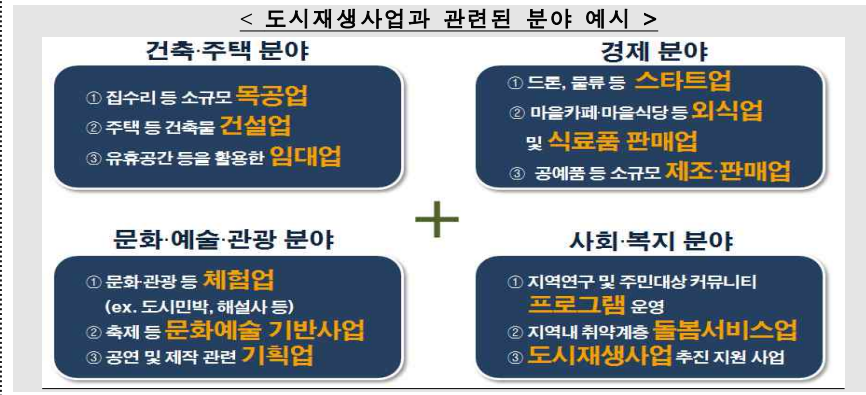 < 도시재생사업과 관련된 분야 예시 >
건축·주택 분야
① 집수리 등 소규모 목공업
② 주택 등 건축물 건설업
③ 유휴공간 등을 활용한 임대업
경제 분야
① 드론, 물류 등 스타트업
② 마을카페·마을식당 등 외식업
및 식료품 판매업
③ 공예품 등 소규모 제조·판매업
+
문화·예술·관광 분야
① 문화·관광 등 체험업
(ex. 도시민박, 해설사 등)
② 축제 등 문화예술 기반사업
③ 공연 및 제작 관련 기획업
사회·복지 분야
① 지역연구 및 주민대상 커뮤니티
프로그램 운영
② 지역내 취약계층 돌봄서비스업
③ 도시재생사업 추진 지원 사업